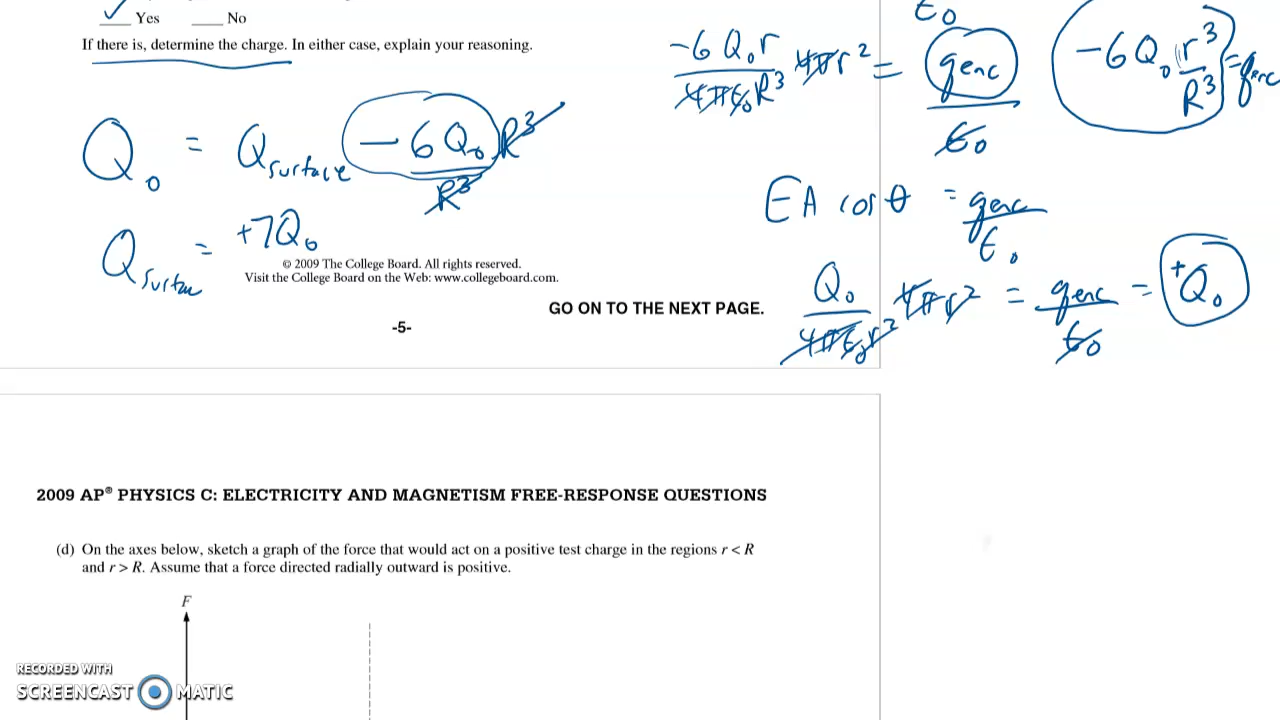 ✓ Yes ___ No
If there is, determine the charge. In either case, explain your reasoning.
-6 Q₀r / 4πε₀R³ 4πr² = qenc / ε₀
ε₀
-6Q₀ r³ / R³ = qenc
Q₀ = Qsurface - 6Q₀ R³ / R³
EA cos θ = qenc / ε₀
Qsurfac = +7Q₀
© 2009 The College Board. All rights reserved.
Visit the College Board on the Web: www.collegeboard.com.
Q₀ / 4πε₀r² 4πr² = qenc / ε₀ = +Q₀
GO ON TO THE NEXT PAGE.
-5-
2009 AP® PHYSICS C: ELECTRICITY AND MAGNETISM FREE-RESPONSE QUESTIONS
(d) On the axes below, sketch a graph of the force that would act on a positive test charge in the regions r < R
and r > R. Assume that a force directed radially outward is positive.
F
RECORDED WITH
SCREENCAST MATIC